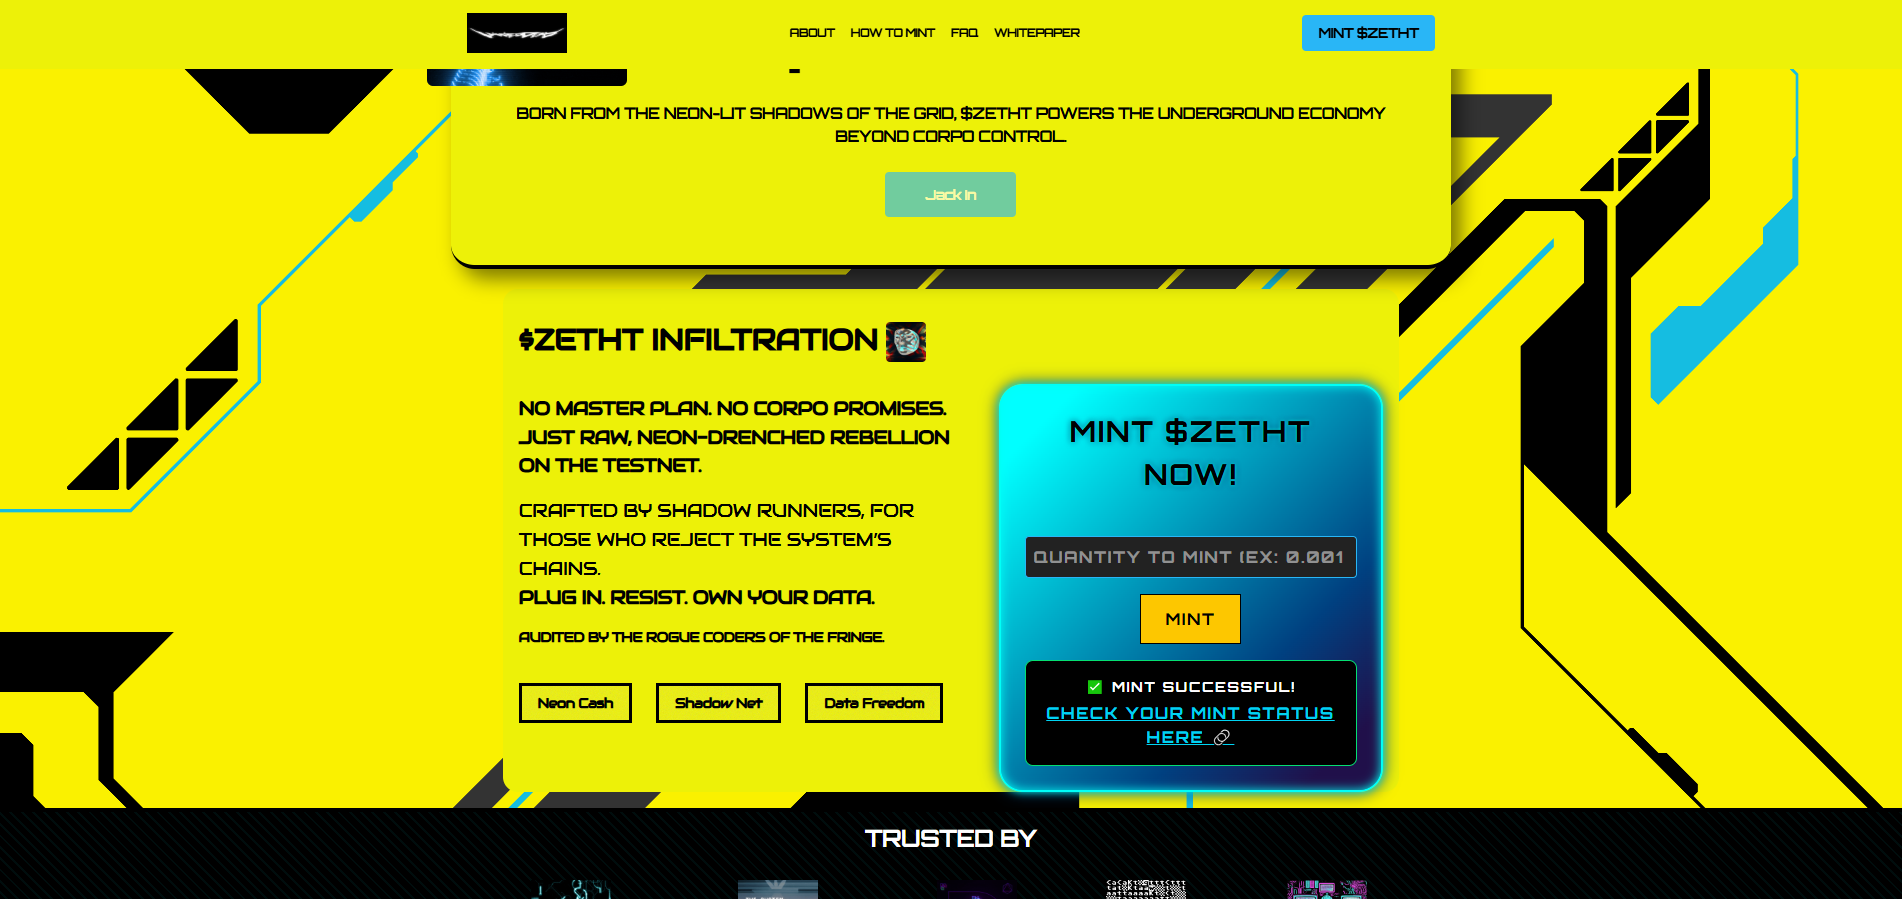 ABOUT HOW TO MINT FAQ WHITEPAPER
MINT $ZETHT
BORN FROM THE NEON-LIT SHADOWS OF THE GRID, $ZETHT POWERS THE UNDERGROUND ECONOMY
BEYOND CORPO CONTROL.
Jack In
$ZETHT INFILTRATION
NO MASTER PLAN. NO CORPO PROMISES.
JUST RAW, NEON-DRENCHED REBELLION
ON THE TESTNET.
CRAFTED BY SHADOW RUNNERS, FOR
THOSE WHO REJECT THE SYSTEM'S
CHAINS.
PLUG IN. RESIST. OWN YOUR DATA.
AUDITED BY THE ROGUE CODERS OF THE FRINGE.
Neon Cash
Shadow Net
Data Freedom
MINT $ZETHT
NOW!
QUANTITY TO MINT (EX: 0.001
MINT
✅ MINT SUCCESSFUL!
CHECK YOUR MINT STATUS
HERE 🔗
TRUSTED BY